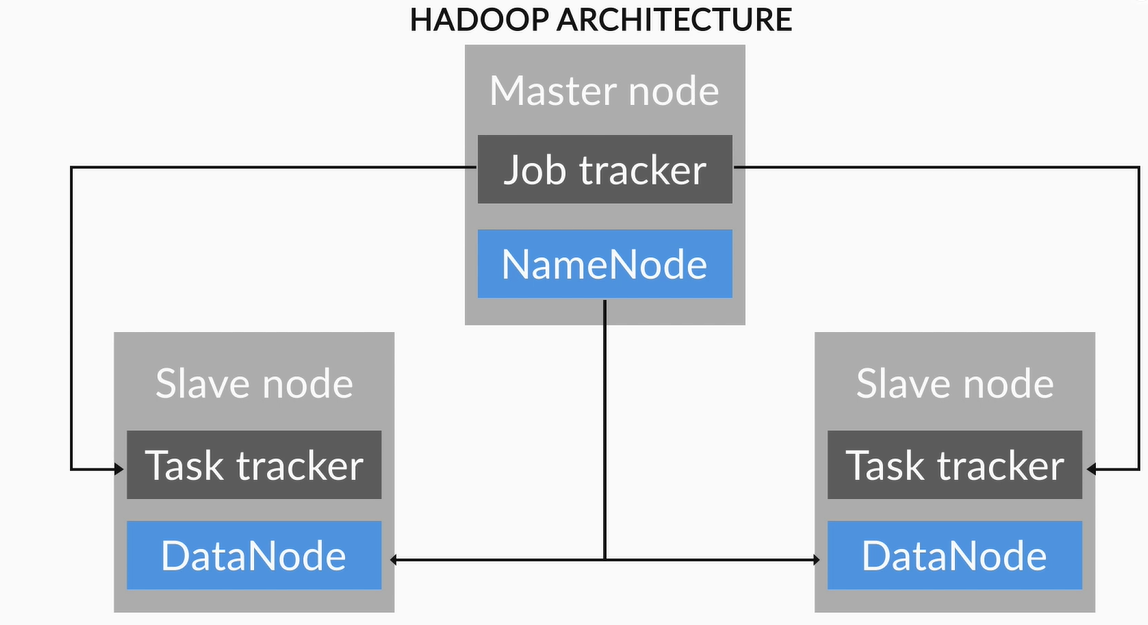 HADOOP ARCHITECTURE
Master node
Job tracker
NameNode
Slave node
Task tracker
DataNode
Slave node
Task tracker
DataNode